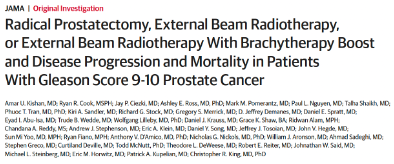 JAMA | Original Investigation
Radical Prostatectomy, External Beam Radiotherapy,
or External Beam Radiotherapy With Brachytherapy Boost
and Disease Progression and Mortality in Patients
With Gleason Score 9-10 Prostate Cancer
Amar U. Kishan, MD; Ryan R. Cook, MSPH; Jay P. Ciezki, MD; Ashley E. Ross, MD, PhD; Mark M. Pomerantz, MD; Paul L. Nguyen, MD; Talha Shaikh, MD;
Phuoc T. Tran, MD, PhD; Kiri A. Sandler, MD; Richard G. Stock, MD; Gregory S. Merrick, MD; D. Jeffrey Demanes, MD; Daniel E. Spratt, MD;
Eyad I. Abu-Isa, MD; Trude B. Wedde, MD; Wolfgang Lilleby, MD, PhD; Daniel J. Krauss, MD; Grace K. Shaw, BA; Ridwan Alam, MPH;
Chandana A. Reddy, MS; Andrew J. Stephenson, MD; Eric A. Klein, MD; Daniel Y. Song, MD; Jeffrey J. Tosoian, MD; John V. Hegde, MD;
Sun Mi Yoo, MD, MPH; Ryan Fiano, MPH; Anthony V. D'Amico, MD, PhD; Nicholas G. Nickols, MD, PhD; William J. Aronson, MD; Ahmad Sadeghi, MD;
Stephen Greco, MD; Curtiland Deville, MD; Todd McNutt, PhD; Theodore L. DeWeese, MD; Robert E. Reiter, MD; Johnathan W. Said, MD;
Michael L. Steinberg, MD; Eric M. Horwitz, MD; Patrick A. Kupelian, MD; Christopher R. King, MD, PhD